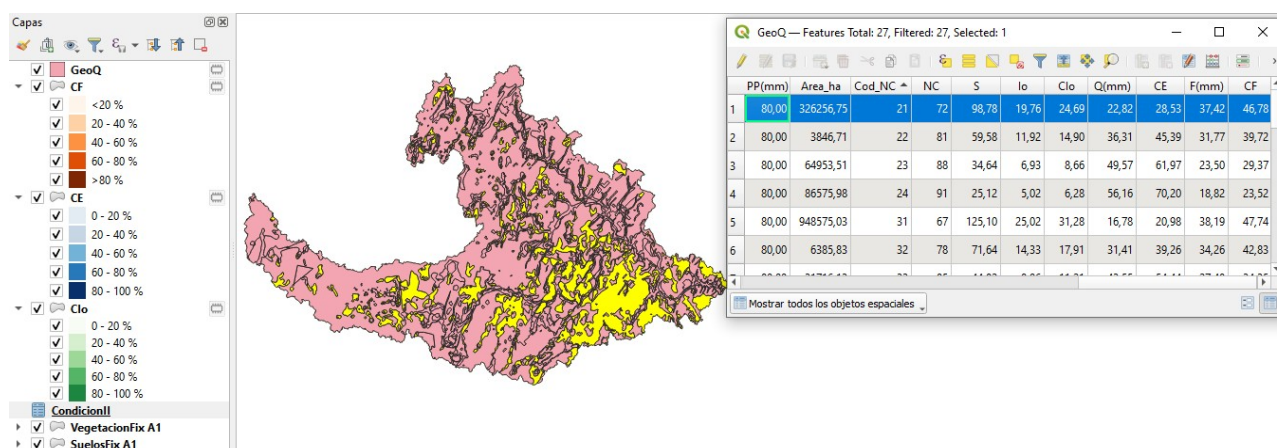 Capas
GeoQ
CF
<20 %
20 - 40 %
40 - 60 %
60 - 80 %
>80 %
CE
0 - 20 %
20 - 40 %
40 - 60 %
60 - 80 %
80 - 100 %
CIo
0 - 20 %
20 - 40 %
40 - 60 %
60 - 80 %
80 - 100 %
CondicionII
VegetacionFix A1
SuelosFix A1
GeoQ — Features Total: 27, Filtered: 27, Selected: 1
PP(mm) Area_ha Cod_NC NC S Io CIo Q(mm) CE F(mm) CF
1 80,00 326256,75 21 72 98,78 19,76 24,69 22,82 28,53 37,42 46,78
2 80,00 3846,71 22 81 59,58 11,92 14,90 36,31 45,39 31,77 39,72
3 80,00 64953,51 23 88 34,64 6,93 8,66 49,57 61,97 23,50 29,37
4 80,00 86575,98 24 91 25,12 5,02 6,28 56,16 70,20 18,82 23,52
5 80,00 948575,03 31 67 125,10 25,02 31,28 16,78 20,98 38,19 47,74
6 80,00 6385,83 32 78 71,64 14,33 17,91 31,41 39,26 34,26 42,83
Mostrar todos los objetos espaciales